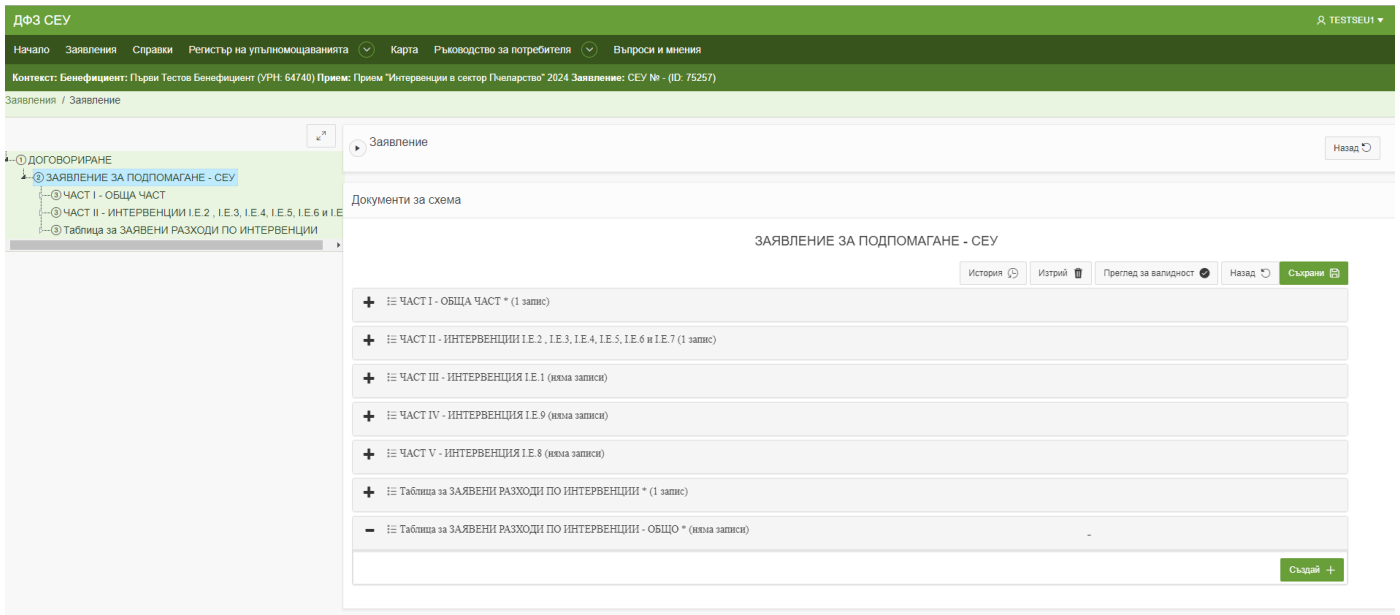 ДФЗ СЕУ
TESTSEU1
Начало Заявления Справки Регистър на упълномощаванията Карта Ръководство за потребителя Въпроси и мнения
Контекст: Бенефициент: Първи Тестов Бенефициент (УРН: 64740) Прием: Прием "Интервенции в сектор Пчеларство" 2024 Заявление: СЕУ № - (ID: 75257)
Заявления / Заявление
1 ДОГОВОРИРАНЕ
2 ЗАЯВЛЕНИЕ ЗА ПОДПОМАГАНЕ - СЕУ
3 ЧАСТ I - ОБЩА ЧАСТ
3 ЧАСТ II - ИНТЕРВЕНЦИИ I.E.2 , I.E.3, I.E.4, I.E.5, I.E.6 и I.E
3 Таблица за ЗАЯВЕНИ РАЗХОДИ ПО ИНТЕРВЕНЦИИ
Заявление
Назад
Документи за схема
ЗАЯВЛЕНИЕ ЗА ПОДПОМАГАНЕ - СЕУ
История Изтрий Преглед за валидност Назад Съхрани
ЧАСТ I - ОБЩА ЧАСТ * (1 запис)
ЧАСТ II - ИНТЕРВЕНЦИИ I.E.2 , I.E.3, I.E.4, I.E.5, I.E.6 и I.E.7 (1 запис)
ЧАСТ III - ИНТЕРВЕНЦИЯ I.E.1 (няма записи)
ЧАСТ IV - ИНТЕРВЕНЦИЯ I.E.9 (няма записи)
ЧАСТ V - ИНТЕРВЕНЦИЯ I.E.8 (няма записи)
Таблица за ЗАЯВЕНИ РАЗХОДИ ПО ИНТЕРВЕНЦИИ * (1 запис)
Таблица за ЗАЯВЕНИ РАЗХОДИ ПО ИНТЕРВЕНЦИИ - ОБЩО * (няма записи) -
Създай +